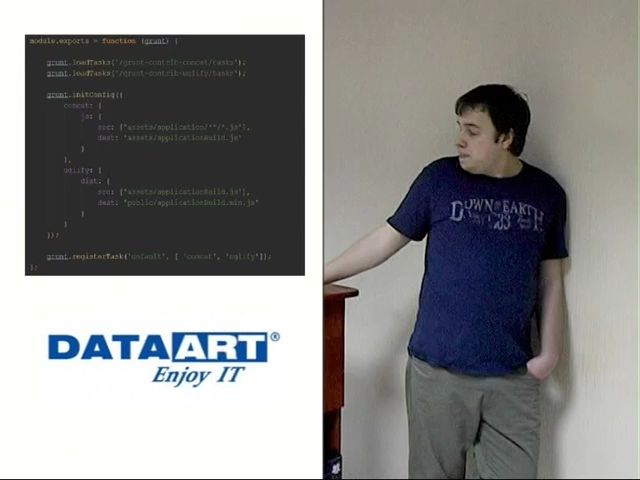 module.exports = function (grunt) {
grunt.loadTasks('/grunt-contrib-concat/tasks');
grunt.loadTasks('/grunt-contrib-uglify/tasks');
grunt.initConfig({
concat: {
js: {
src: ['assets/application/**/*.js'],
dest: 'assets/applicationBuild.js'
}
},
uglify: {
dist: {
src: ['assets/applicationBuild.js'],
dest: 'public/applicationBuild.min.js'
}
}
});
grunt.registerTask('default', [ 'concat', 'uglify']);
};
DATAART®
Enjoy IT
DOWN TO EARTH